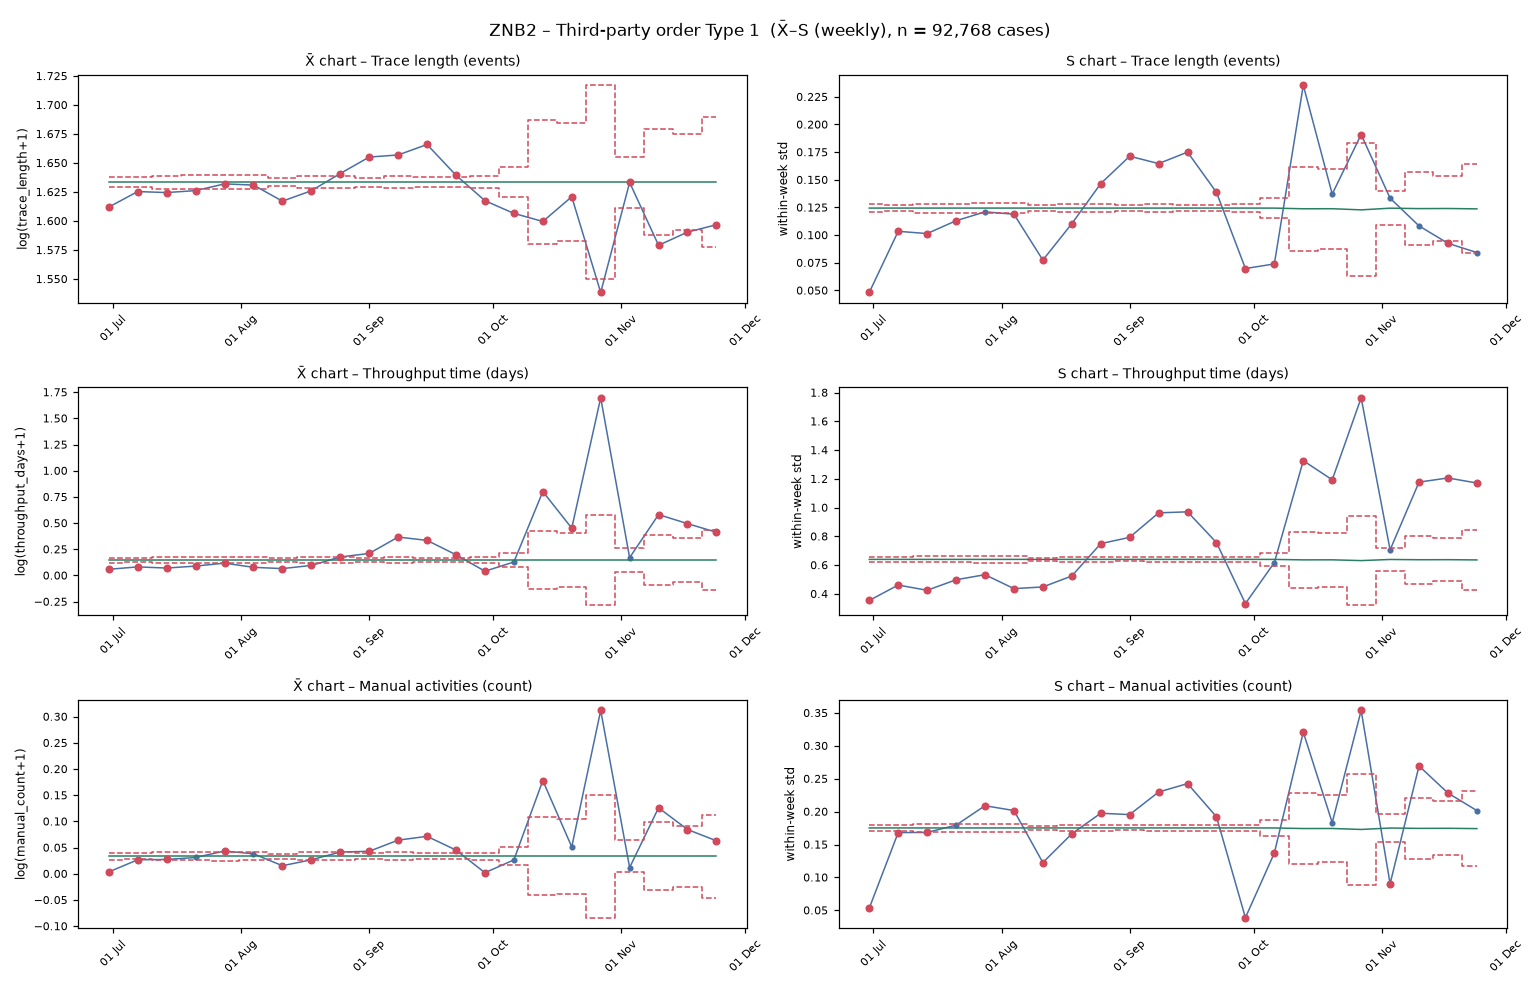 ZNB2 – Third-party order Type 1  (X̄–S (weekly), n = 92,768 cases)
X̄ chart – Trace length (events)
log(trace_length+1)
1.725
1.700
1.675
1.650
1.625
1.600
1.575
1.550
01 Jul
01 Aug
01 Sep
01 Oct
01 Nov
01 Dec
S chart – Trace length (events)
within-week std
0.225
0.200
0.175
0.150
0.125
0.100
0.075
0.050
01 Jul
01 Aug
01 Sep
01 Oct
01 Nov
01 Dec
X̄ chart – Throughput time (days)
log(throughput_days+1)
1.75
1.50
1.25
1.00
0.75
0.50
0.25
0.00
−0.25
01 Jul
01 Aug
01 Sep
01 Oct
01 Nov
01 Dec
S chart – Throughput time (days)
within-week std
1.8
1.6
1.4
1.2
1.0
0.8
0.6
0.4
01 Jul
01 Aug
01 Sep
01 Oct
01 Nov
01 Dec
X̄ chart – Manual activities (count)
log(manual_count+1)
0.30
0.25
0.20
0.15
0.10
0.05
0.00
−0.05
−0.10
01 Jul
01 Aug
01 Sep
01 Oct
01 Nov
01 Dec
S chart – Manual activities (count)
within-week std
0.35
0.30
0.25
0.20
0.15
0.10
0.05
01 Jul
01 Aug
01 Sep
01 Oct
01 Nov
01 Dec